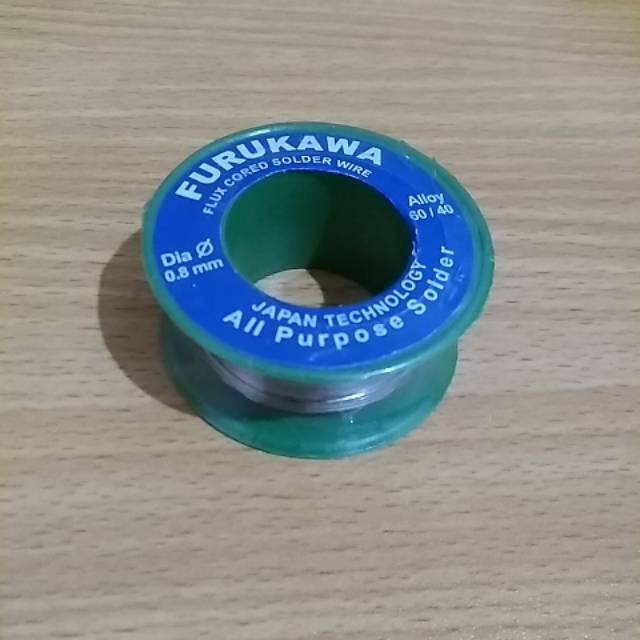 FURUKAWA
FLUX CORED SOLDER WIRE
Alloy
60 / 40
Dia Ø
0.8 mm
JAPAN TECHNOLOGY
All Purpose Solder